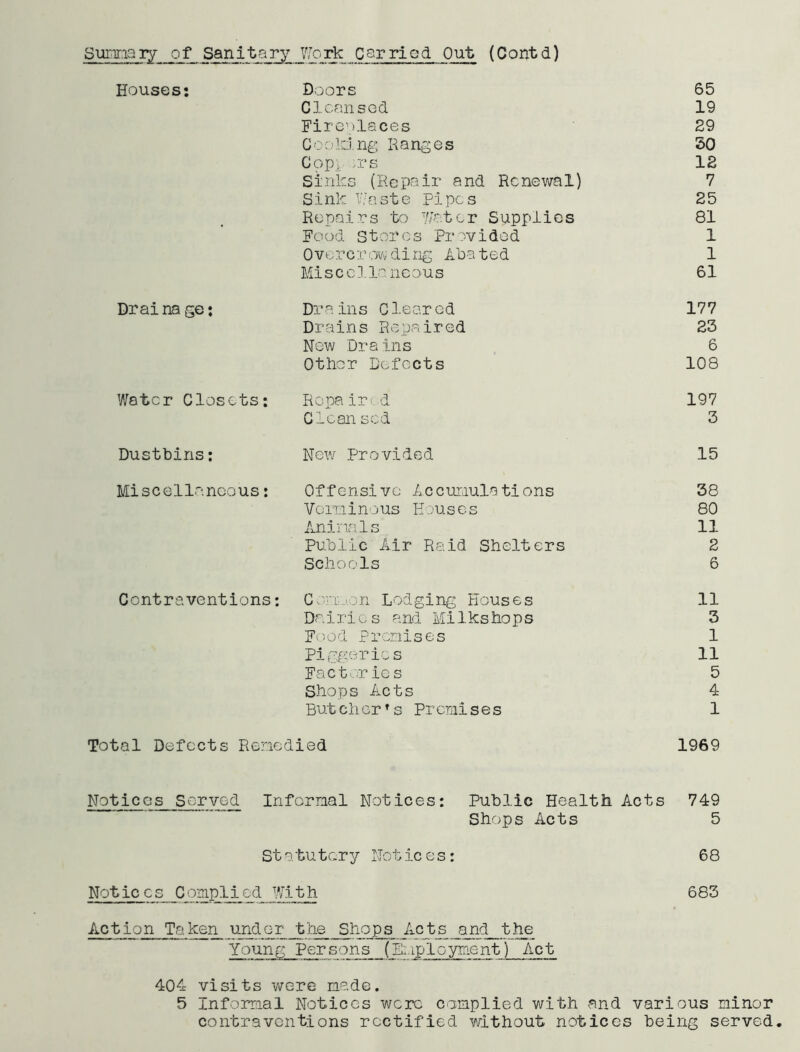 Summary of Sanitary Work Carried Out (Contd)
Houses: Doors 65
Cleansed 19
Fireplaces 29
Cooking Ranges 30
Coppers 12
Sinks (Repair and Renewal) 7
Sink Waste Pipes 25
Repairs to Water Supplies 81
Food Stores Provided 1
Overcrowding Abated 1
Miscellaneous 61
Drainage: Drains Cleared 177
Drains Repaired 23
New Drains 6
Other Defects 108
Water Closets: Repaired 197
Cleansed 3
Dustbins: New Provided 15
Miscellaneous: Offensive Accumulations 38
Verminous Houses 80
Animals 11
Public Air Raid Shelters 2
Schools 6
Contraventions: Common Lodging Houses 11
Dairies and Milkshops 3
Food Premises 1
Piggeries 11
Factories 5
Shops Acts 4
Butcher's Premises 1
Total Defects Remedied 1969
Notices Served Informal Notices: Public Health Acts 749
Shops Acts 5
Statutory Notices: 68
Notices Complied With 683
Action Taken under the Shops Acts and the
Young Persons (Employment) Act
404 visits were made.
5 Informal Notices were complied with and various minor
contraventions rectified without notices being served.